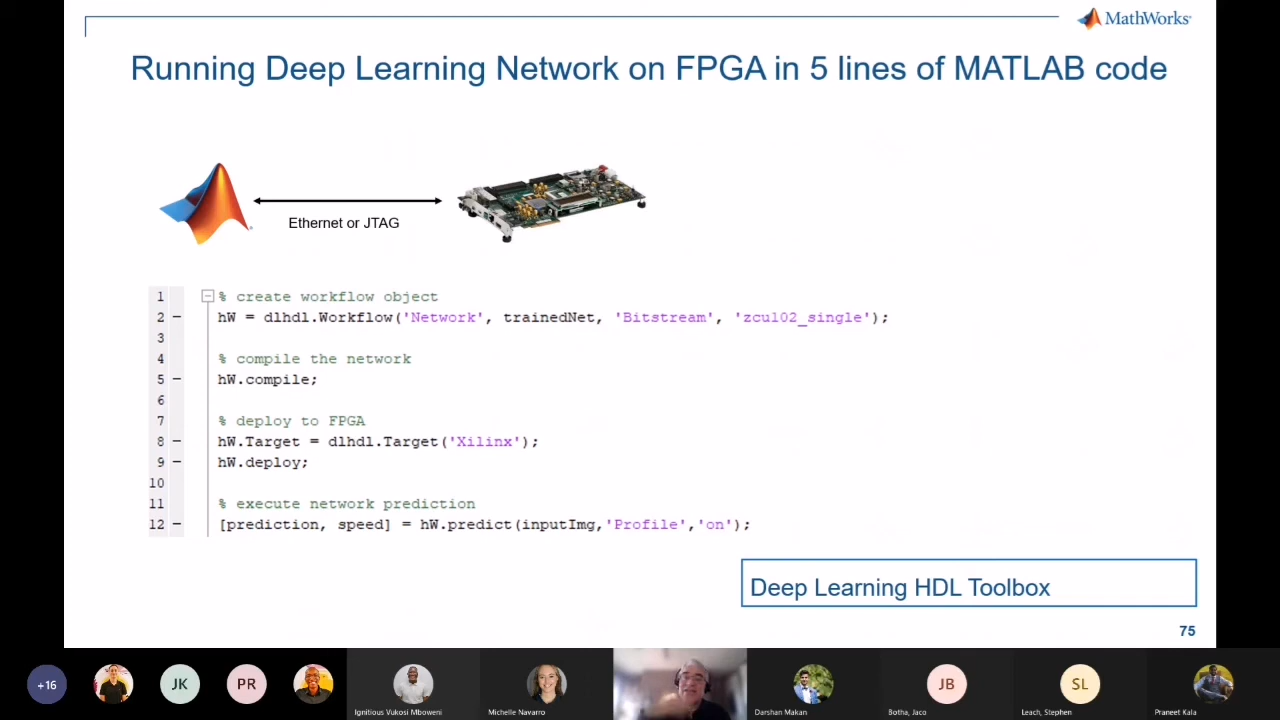 MathWorks
Running Deep Learning Network on FPGA in 5 lines of MATLAB code
Ethernet or JTAG
1 % create workflow object
2 – hW = dlhdl.Workflow('Network', trainedNet, 'Bitstream', 'zcu102_single');
3
4 % compile the network
5 – hW.compile;
6
7 % deploy to FPGA
8 – hW.Target = dlhdl.Target('Xilinx');
9 – hW.deploy;
10
11 % execute network prediction
12 – [prediction, speed] = hW.predict(inputImg,'Profile','on');
Deep Learning HDL Toolbox
75
+16
JK
PR
JB
SL
Ignitious Vukosi Mboweni
Michelle Navarro
Darshan Makan
Botha, Jaco
Leach, Stephen
Praneet Kala